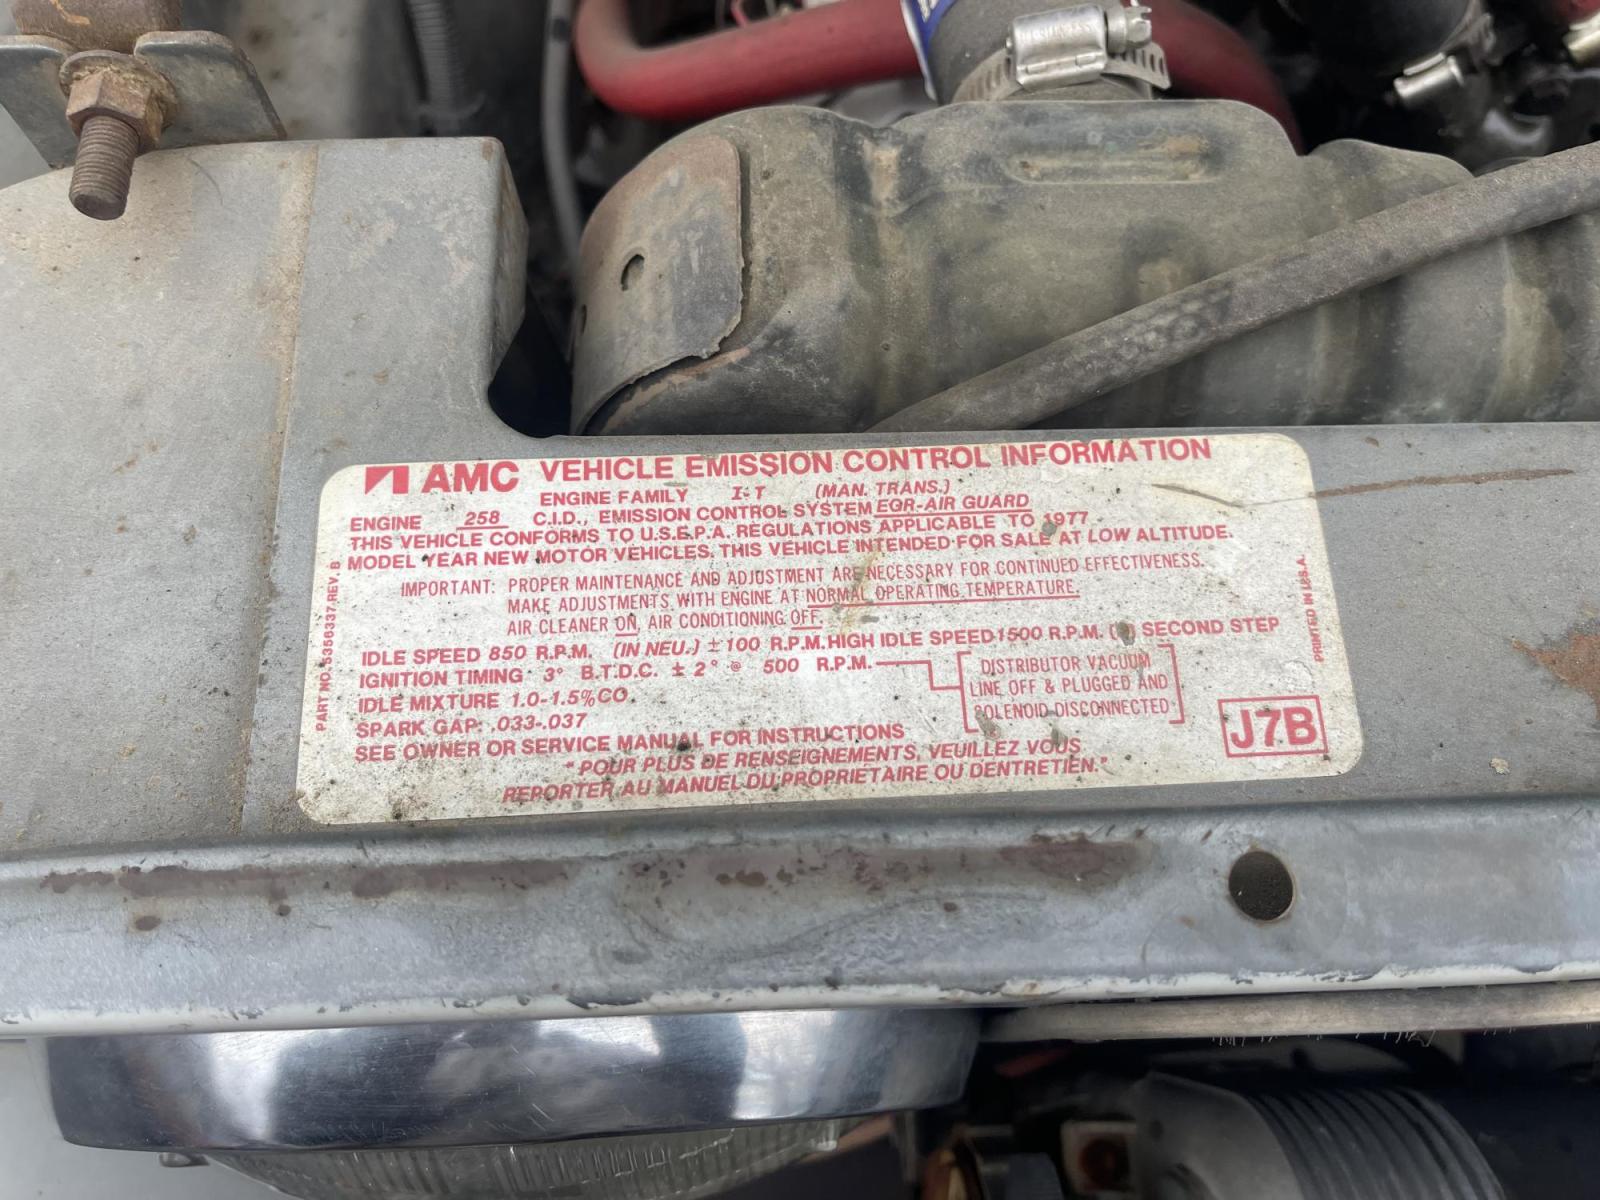 AMC VEHICLE EMISSION CONTROL INFORMATION
ENGINE FAMILY I-T (MAN. TRANS.)
ENGINE 258 C.I.D., EMISSION CONTROL SYSTEM EGR-AIR GUARD
THIS VEHICLE CONFORMS TO U.S.E.P.A. REGULATIONS APPLICABLE TO 1977
MODEL YEAR NEW MOTOR VEHICLES. THIS VEHICLE INTENDED FOR SALE AT LOW ALTITUDE.
IMPORTANT: PROPER MAINTENANCE AND ADJUSTMENT ARE NECESSARY FOR CONTINUED EFFECTIVENESS.
MAKE ADJUSTMENTS WITH ENGINE AT NORMAL OPERATING TEMPERATURE.
AIR CLEANER ON, AIR CONDITIONING OFF.
IDLE SPEED 850 R.P.M. (IN NEU.) ± 100 R.P.M. HIGH IDLE SPEED 1500 R.P.M. SECOND STEP
IGNITION TIMING 3° B.T.D.C. ± 2° @ 500 R.P.M.
DISTRIBUTOR VACUUM
LINE OFF & PLUGGED AND
SOLENOID DISCONNECTED
IDLE MIXTURE 1.0-1.5%CO.
SPARK GAP: .033-.037
SEE OWNER OR SERVICE MANUAL FOR INSTRUCTIONS
"POUR PLUS DE RENSEIGNEMENTS, VEUILLEZ VOUS
REPORTER AU MANUEL DU PROPRIETAIRE OU DENTRETIEN."
J7B
PART NO. 5356337 REV. B
PRINTED IN U.S.A.